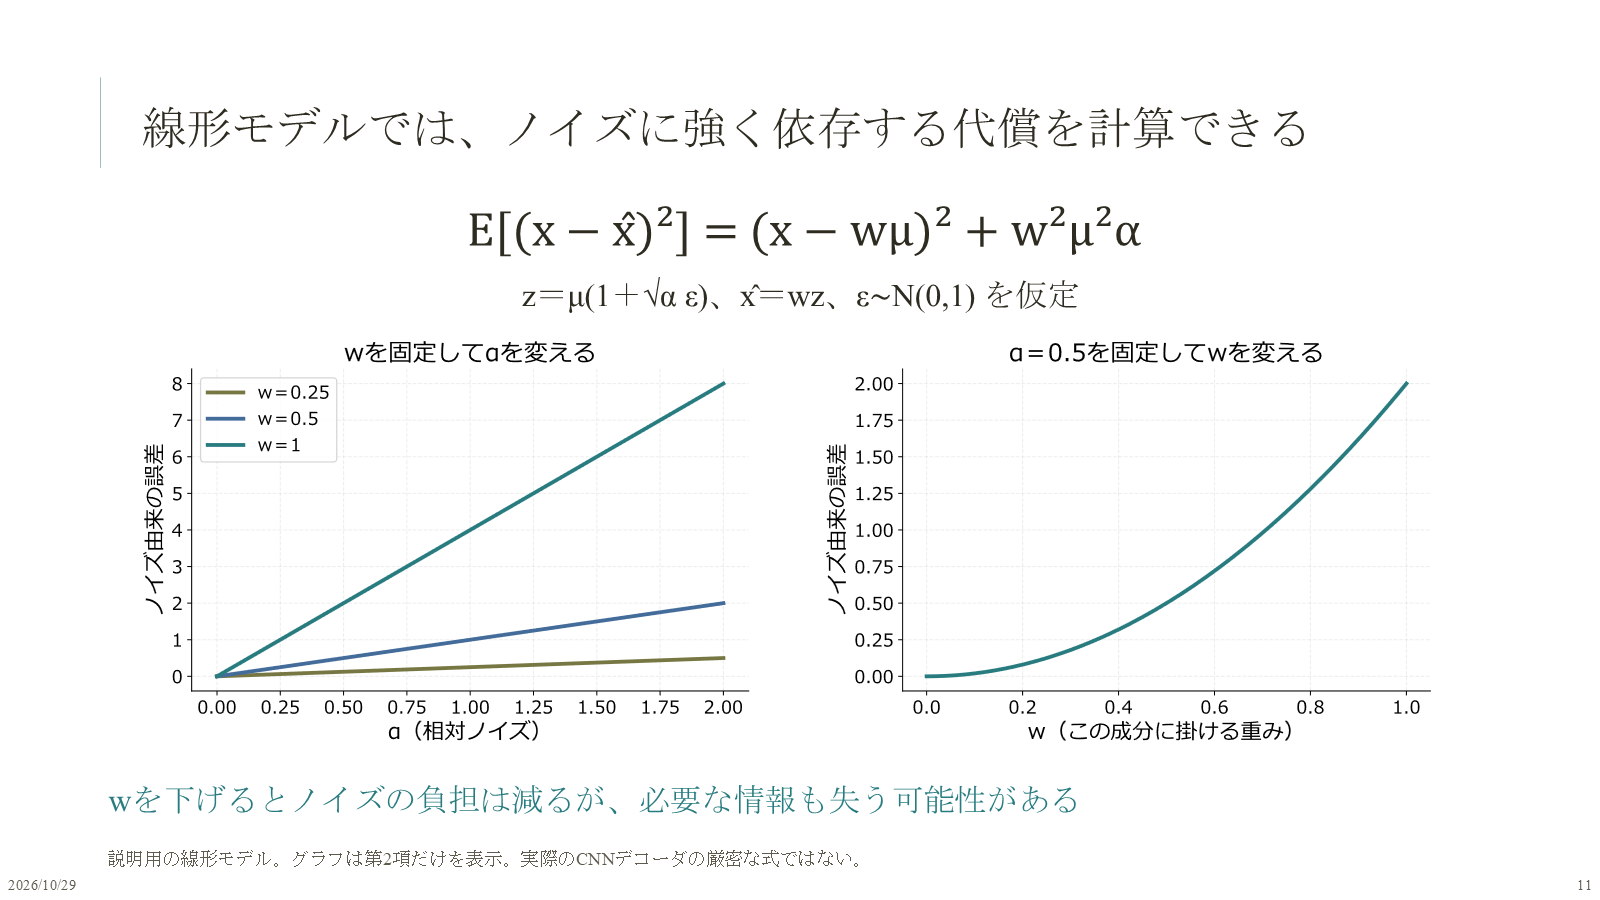 線形モデルでは、ノイズに強く依存する代償を計算できる
E[(x − x̂)²] = (x − wμ)² + w²μ²α
z＝μ(1＋√α ε)、x̂＝wz、ε~N(0,1) を仮定
wを固定してαを変える
8
7
6
5
4
3
2
1
0
ノイズ由来の誤差
w=0.25
w=0.5
w=1
0.00 0.25 0.50 0.75 1.00 1.25 1.50 1.75 2.00
α（相対ノイズ）
α＝0.5を固定してwを変える
2.00
1.75
1.50
1.25
1.00
0.75
0.50
0.25
0.00
ノイズ由来の誤差
0.0 0.2 0.4 0.6 0.8 1.0
w（この成分に掛ける重み）
wを下げるとノイズの負担は減るが、必要な情報も失う可能性がある
説明用の線形モデル。グラフは第2項だけを表示。実際のCNNデコーダの厳密な式ではない。
2026/10/29
11